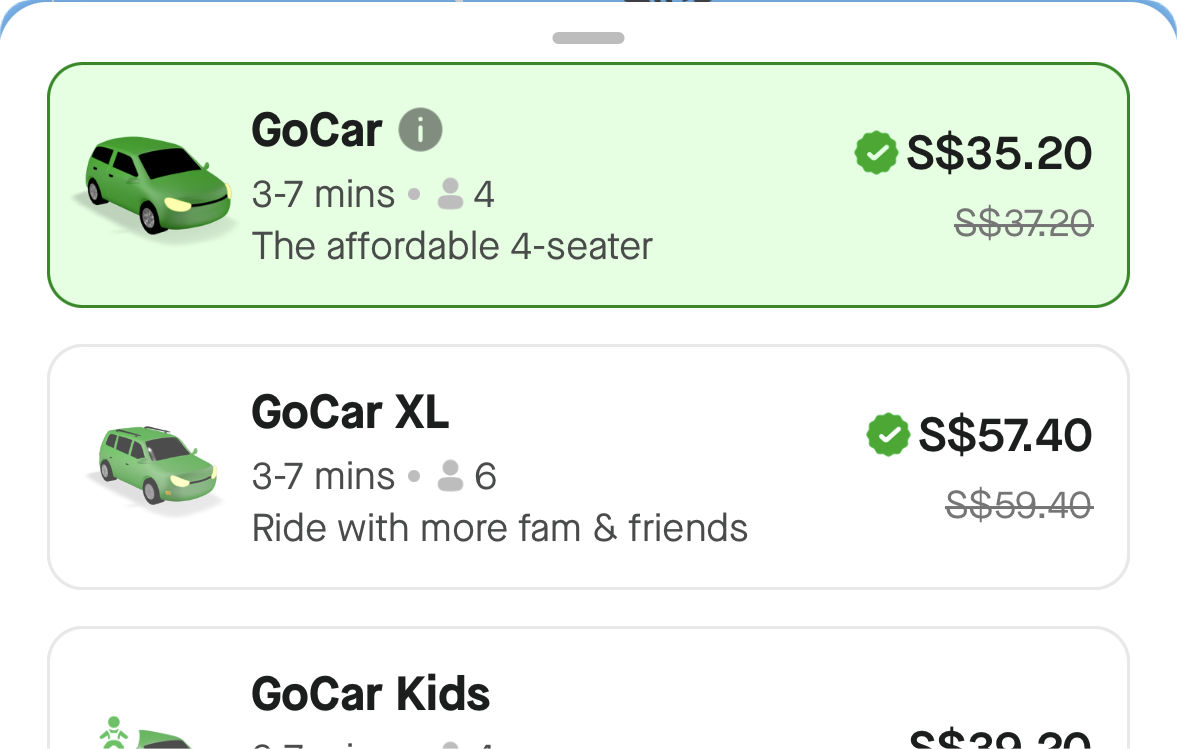 GoCar
S$35.20
3-7 mins • 4
S$37.20
The affordable 4-seater
GoCar XL
S$57.40
3-7 mins • 6
S$59.40
Ride with more fam & friends
GoCar Kids